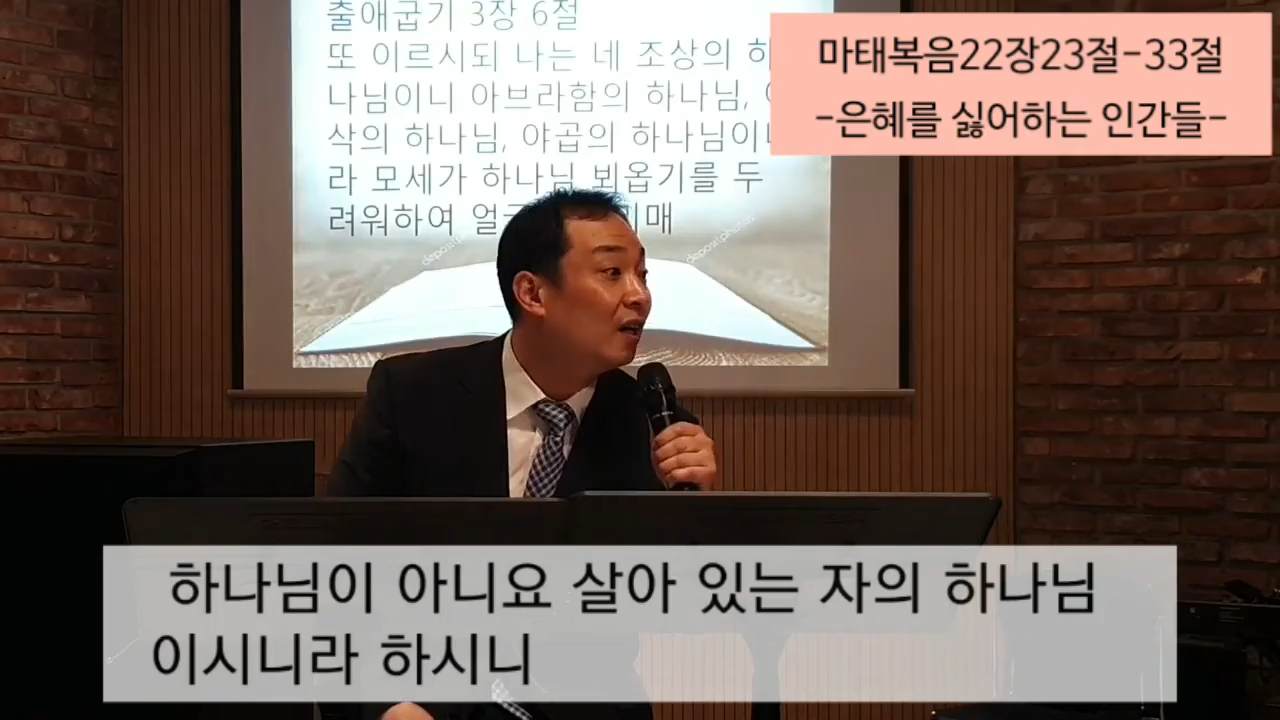 출애굽기 3장 6절
또 이르시되 나는 네 조상의 하
나님이니 아브라함의 하나님,
삭의 하나님, 야곱의 하나님이
라 모세가 하나님 뵈옵기를 두
려워하여
마태복음22장23절-33절
-은혜를 싫어하는 인간들-
depositphotos
하나님이 아니요 살아 있는 자의 하나님
이시니라 하시니